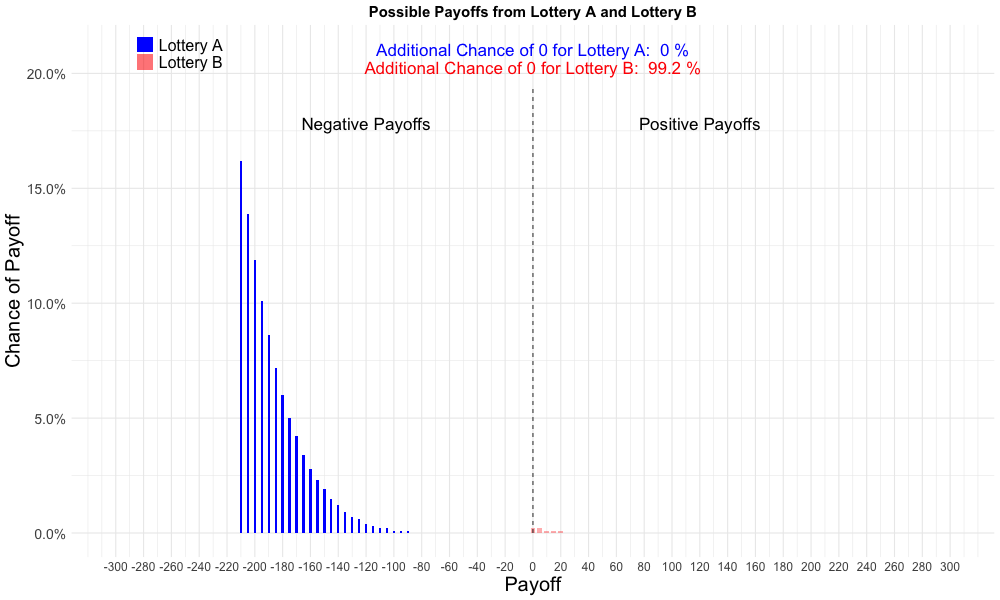 Possible Payoffs from Lottery A and Lottery B
Lottery A
Lottery B
Additional Chance of 0 for Lottery A:  0 %
Additional Chance of 0 for Lottery B:  99.2 %
Negative Payoffs
Positive Payoffs
Chance of Payoff
20.0%
15.0%
10.0%
5.0%
0.0%
-300 -280 -260 -240 -220 -200 -180 -160 -140 -120 -100 -80 -60 -40 -20 0 20 40 60 80 100 120 140 160 180 200 220 240 260 280 300
Payoff